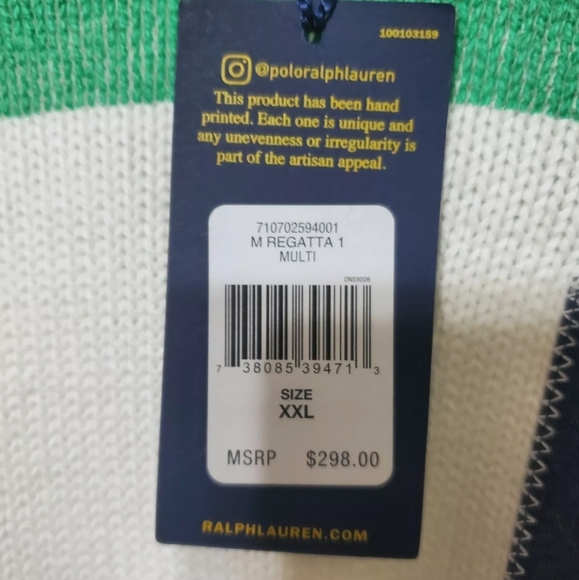 100103159
@poloralphlauren
This product has been hand
printed. Each one is unique and
any unevenness or irregularity is
part of the artisan appeal.
710702594001
M REGATTA 1
MULTI
7 38085 39471 3
SIZE
XXL
MSRP $298.00
RALPHLAUREN.COM